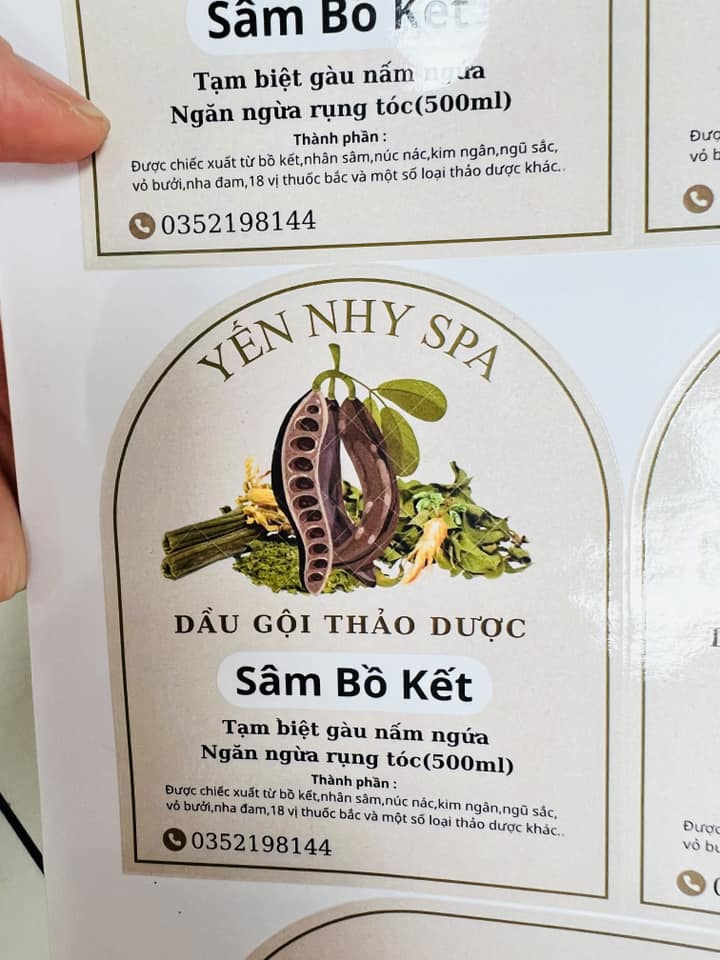 Sâm Bồ Kết
Tạm biệt gàu nấm ngứa
Ngăn ngừa rụng tóc(500ml)
Thành phần :
Được chiếc xuất từ bồ kết,nhân sâm,núc nác,kim ngân,ngũ sắc,
vỏ bưởi,nha đam,18 vị thuốc bắc và một số loại thảo dược khác..
0352198144
YẾN NHY SPA
DẦU GỘI THẢO DƯỢC
Sâm Bồ Kết
Tạm biệt gàu nấm ngứa
Ngăn ngừa rụng tóc(500ml)
Thành phần :
Được chiếc xuất từ bồ kết,nhân sâm,núc nác,kim ngân,ngũ sắc,
vỏ bưởi,nha đam,18 vị thuốc bắc và một số loại thảo dược khác..
0352198144